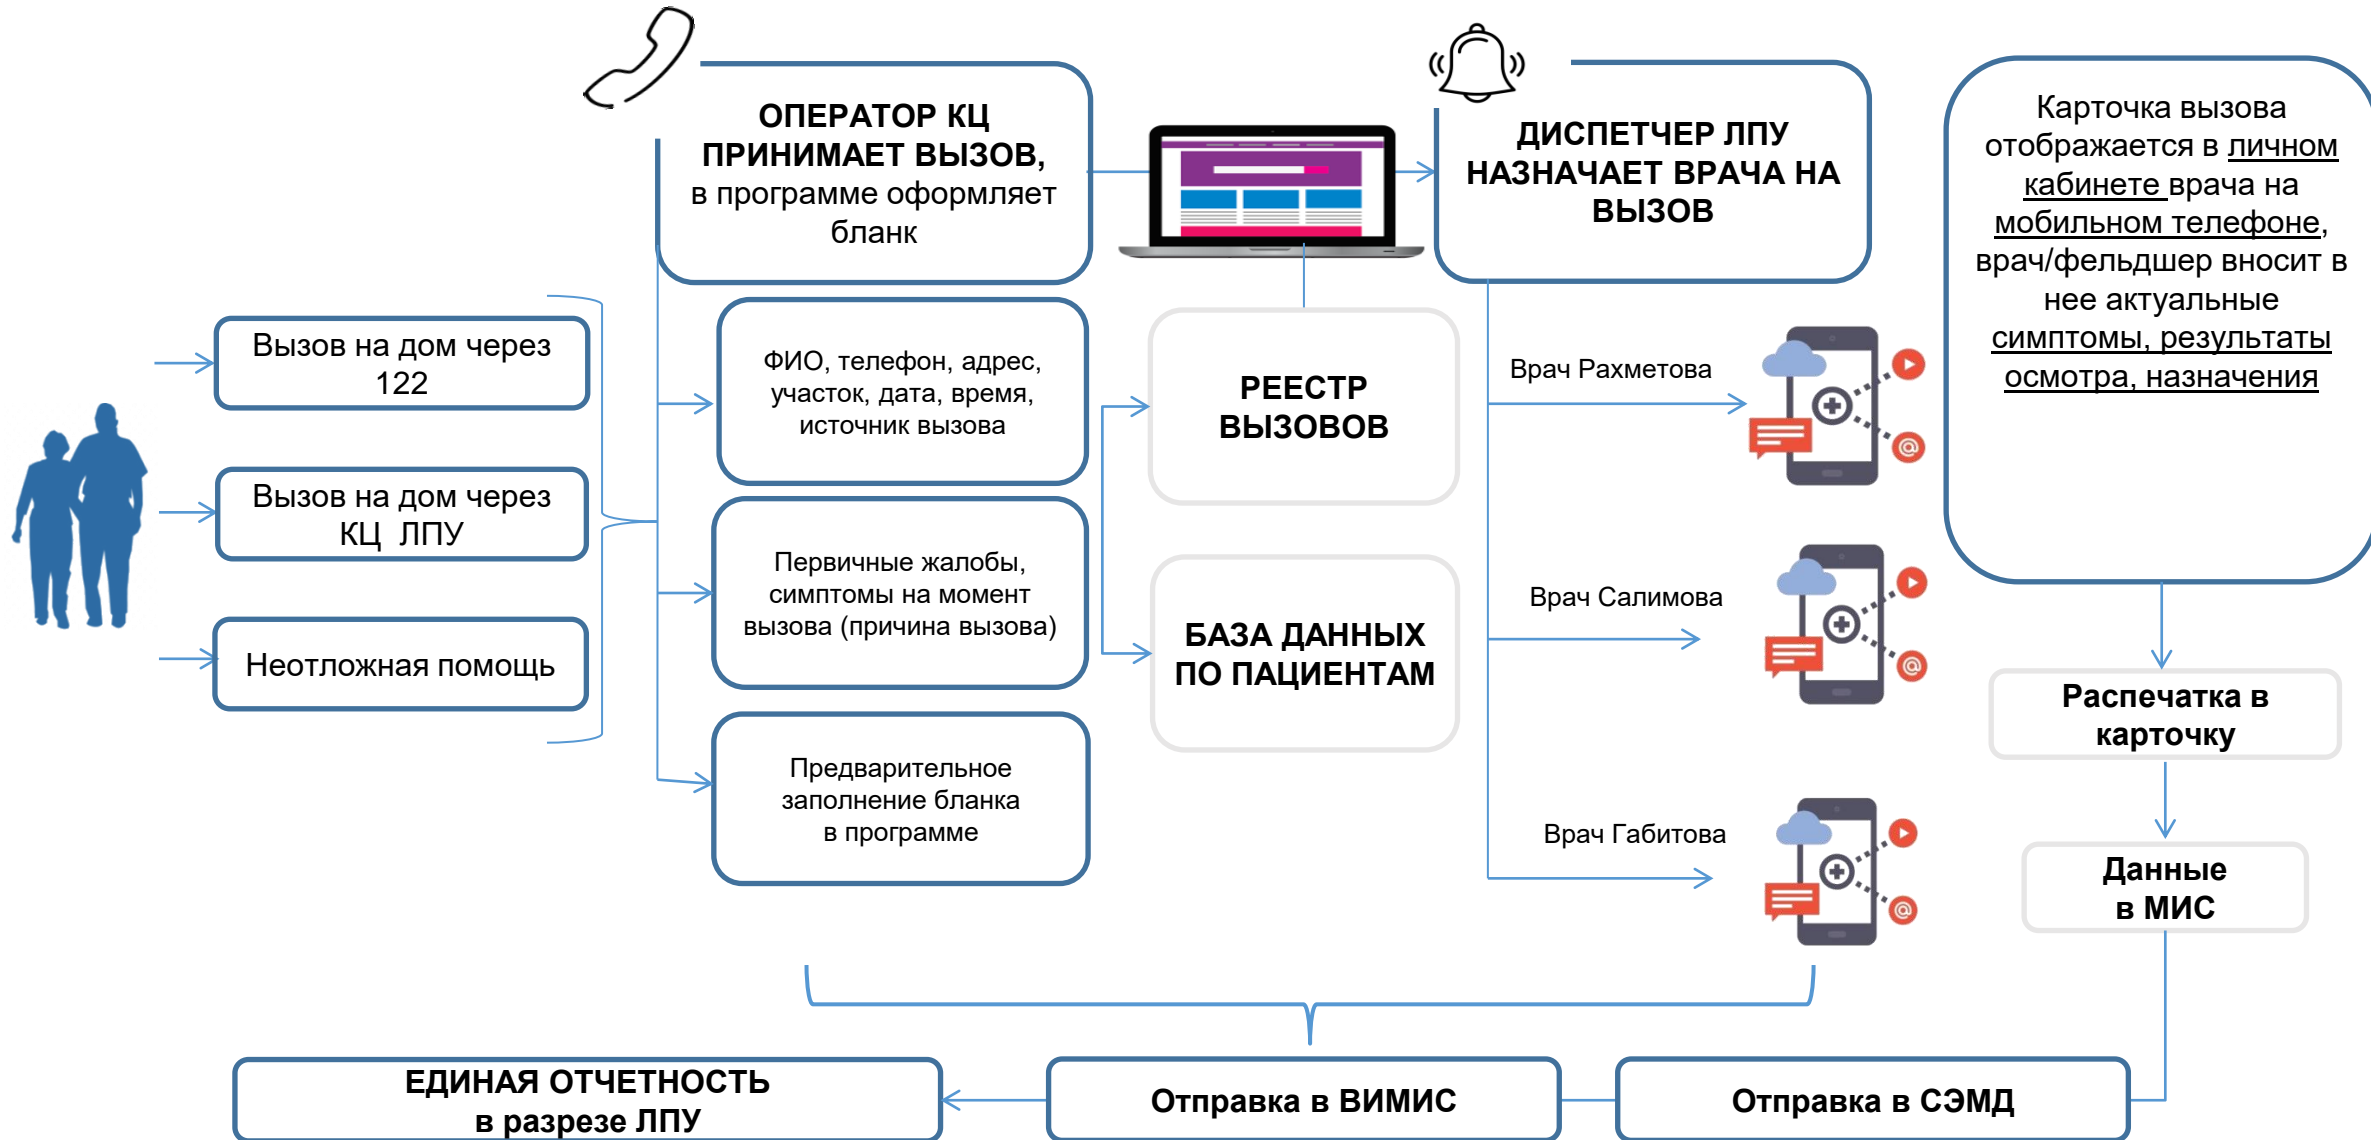 ОПЕРАТОР КЦ
ПРИНИМАЕТ ВЫЗОВ,
в программе оформляет
бланк
ДИСПЕТЧЕР ЛПУ
НАЗНАЧАЕТ ВРАЧА НА
ВЫЗОВ
Карточка вызова
отображается в личном
кабинете врача на
мобильном телефоне,
врач/фельдшер вносит в
нее актуальные
симптомы, результаты
осмотра, назначения
Вызов на дом через
122
Вызов на дом через
КЦ ЛПУ
Неотложная помощь
ФИО, телефон, адрес,
участок, дата, время,
источник вызова
Первичные жалобы,
симптомы на момент
вызова (причина вызова)
Предварительное
заполнение бланка
в программе
РЕЕСТР
ВЫЗОВОВ
БАЗА ДАННЫХ
ПО ПАЦИЕНТАМ
Врач Рахметова
Врач Салимова
Врач Габитова
Распечатка в
карточку
Данные
в МИС
ЕДИНАЯ ОТЧЕТНОСТЬ
в разрезе ЛПУ
Отправка в ВИМИС
Отправка в СЭМД